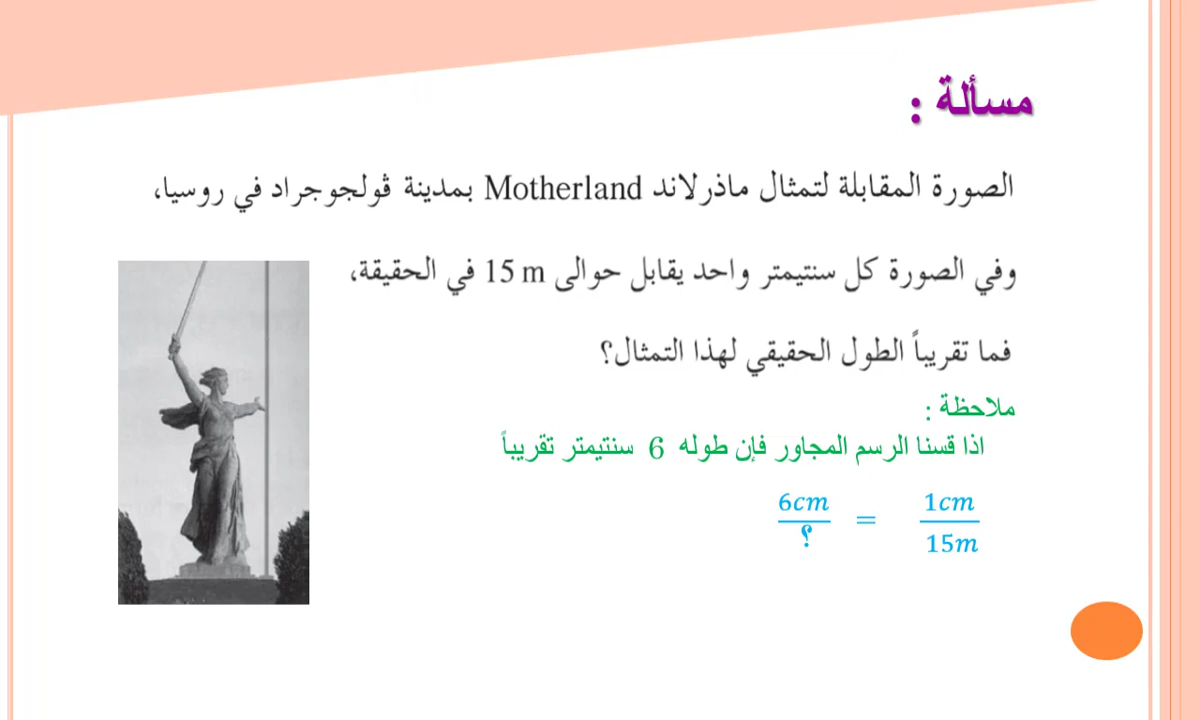 مسألة :
الصورة المقابلة لتمثال ماذرلاند Motherland بمدينة ڤولجوجراد في روسيا،
وفي الصورة كل سنتيمتر واحد يقابل حوالى 15 m في الحقيقة،
فما تقريباً الطول الحقيقي لهذا التمثال؟
ملاحظة :
اذا قسنا الرسم المجاور فإن طوله 6 سنتيمتر تقريباً
1cm/15m = 6cm/؟